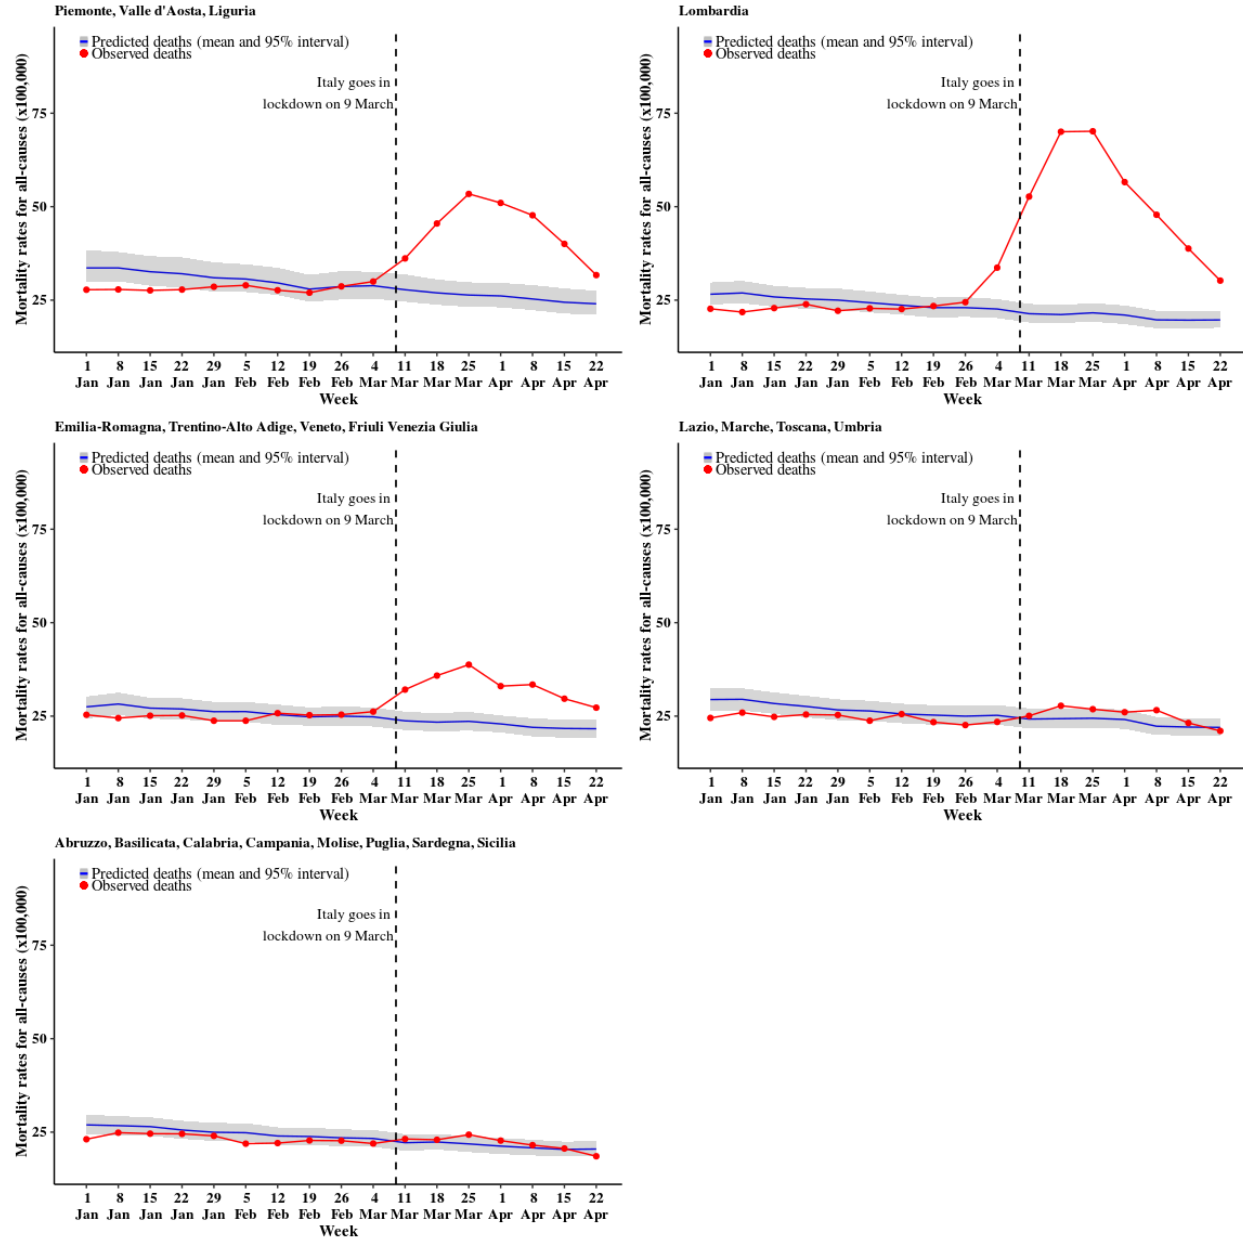 Piemonte, Valle d'Aosta, Liguria
Mortality rates for all-causes (x100,000)
Predicted deaths (mean and 95% interval)
Observed deaths
Italy goes in
lockdown on 9 March
75
50
25
1 8 15 22 29 5 12 19 26 4 11 18 25 1 8 15 22
Jan Jan Jan Jan Jan Feb Feb Feb Feb Mar Mar Mar Mar Apr Apr Apr Apr
Week
Lombardia
Mortality rates for all-causes (x100,000)
Predicted deaths (mean and 95% interval)
Observed deaths
Italy goes in
lockdown on 9 March
75
50
25
1 8 15 22 29 5 12 19 26 4 11 18 25 1 8 15 22
Jan Jan Jan Jan Jan Feb Feb Feb Feb Mar Mar Mar Mar Apr Apr Apr Apr
Week
Emilia-Romagna, Trentino-Alto Adige, Veneto, Friuli Venezia Giulia
Mortality rates for all-causes (x100,000)
Predicted deaths (mean and 95% interval)
Observed deaths
Italy goes in
lockdown on 9 March
75
50
25
1 8 15 22 29 5 12 19 26 4 11 18 25 1 8 15 22
Jan Jan Jan Jan Jan Feb Feb Feb Feb Mar Mar Mar Mar Apr Apr Apr Apr
Week
Lazio, Marche, Toscana, Umbria
Mortality rates for all-causes (x100,000)
Predicted deaths (mean and 95% interval)
Observed deaths
Italy goes in
lockdown on 9 March
75
50
25
1 8 15 22 29 5 12 19 26 4 11 18 25 1 8 15 22
Jan Jan Jan Jan Jan Feb Feb Feb Feb Mar Mar Mar Mar Apr Apr Apr Apr
Week
Abruzzo, Basilicata, Calabria, Campania, Molise, Puglia, Sardegna, Sicilia
Mortality rates for all-causes (x100,000)
Predicted deaths (mean and 95% interval)
Observed deaths
Italy goes in
lockdown on 9 March
75
50
25
1 8 15 22 29 5 12 19 26 4 11 18 25 1 8 15 22
Jan Jan Jan Jan Jan Feb Feb Feb Feb Mar Mar Mar Mar Apr Apr Apr Apr
Week